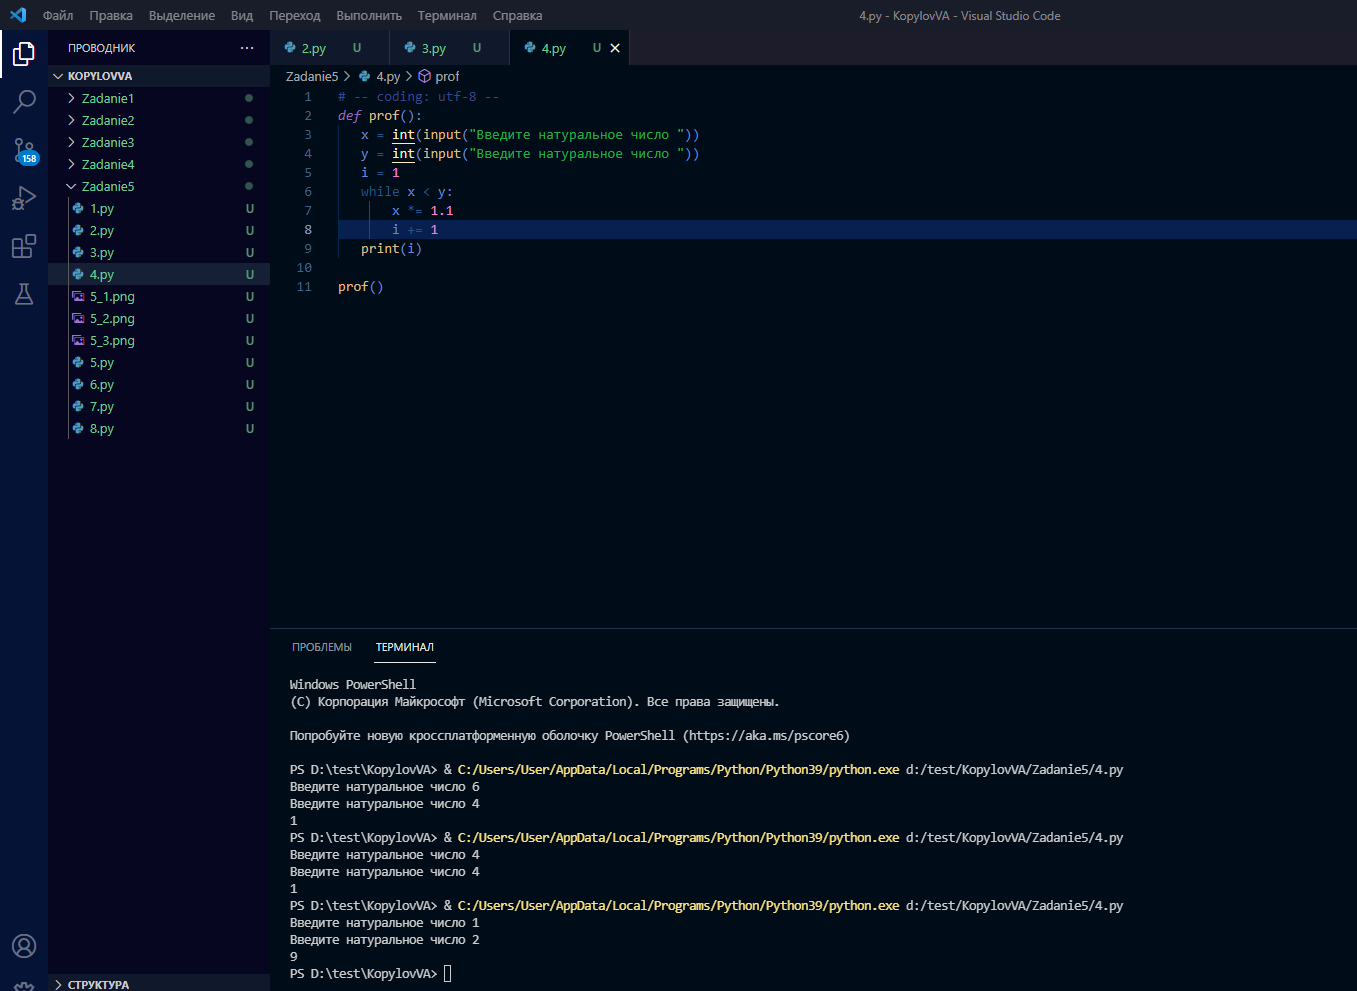 Файл Правка Выделение Вид Переход Выполнить Терминал Справка 4.py - KopylovVA - Visual Studio Code
ПРОВОДНИК ···
KOPYLOVVA
Zadanie1
Zadanie2
Zadanie3
Zadanie4
Zadanie5
1.py U
2.py U
3.py U
4.py U
5_1.png U
5_2.png U
5_3.png U
5.py U
6.py U
7.py U
8.py U
СТРУКТУРА
158
2.py U 3.py U 4.py U
Zadanie5 > 4.py > prof
1 # -- coding: utf-8 --
2 def prof():
3 x = int(input("Введите натуральное число "))
4 y = int(input("Введите натуральное число "))
5 i = 1
6 while x < y:
7 x *= 1.1
8 i += 1
9 print(i)
10
11 prof()
ПРОБЛЕМЫ ТЕРМИНАЛ
Windows PowerShell
(C) Корпорация Майкрософт (Microsoft Corporation). Все права защищены.
Попробуйте новую кроссплатформенную оболочку PowerShell (https://aka.ms/pscore6)
PS D:\test\KopylovVA> & C:/Users/User/AppData/Local/Programs/Python/Python39/python.exe d:/test/KopylovVA/Zadanie5/4.py
Введите натуральное число 6
Введите натуральное число 4
1
PS D:\test\KopylovVA> & C:/Users/User/AppData/Local/Programs/Python/Python39/python.exe d:/test/KopylovVA/Zadanie5/4.py
Введите натуральное число 4
Введите натуральное число 4
1
PS D:\test\KopylovVA> & C:/Users/User/AppData/Local/Programs/Python/Python39/python.exe d:/test/KopylovVA/Zadanie5/4.py
Введите натуральное число 1
Введите натуральное число 2
9
PS D:\test\KopylovVA>